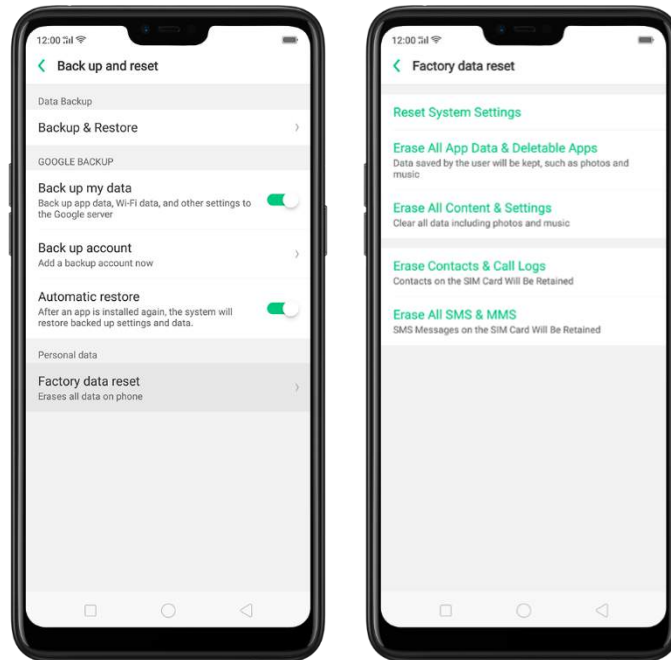 12:00
Back up and reset
Data Backup
Backup & Restore
GOOGLE BACKUP
Back up my data
Back up app data, Wi-Fi data, and other settings to
the Google server
Back up account
Add a backup account now
Automatic restore
After an app is installed again, the system will
restore backed up settings and data.
Personal data
Factory data reset
Erases all data on phone
12:00
Factory data reset
Reset System Settings
Erase All App Data & Deletable Apps
Data saved by the user will be kept, such as photos and
music
Erase All Content & Settings
Clear all data including photos and music
Erase Contacts & Call Logs
Contacts on the SIM Card Will Be Retained
Erase All SMS & MMS
SMS Messages on the SIM Card Will Be Retained